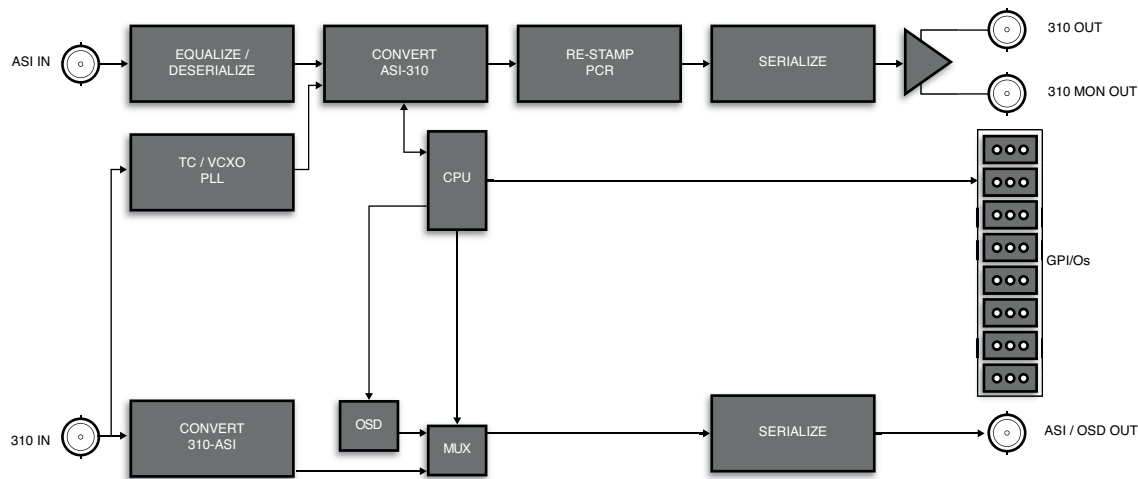 310 OUT
ASI IN
EQUALIZE /
DESERIALIZE
CONVERT
ASI-310
RE-STAMP
PCR
SERIALIZE
310 MON OUT
TC / VCXO
PLL
CPU
GPI/Os
310 IN
CONVERT
310-ASI
OSD
MUX
SERIALIZE
ASI / OSD OUT